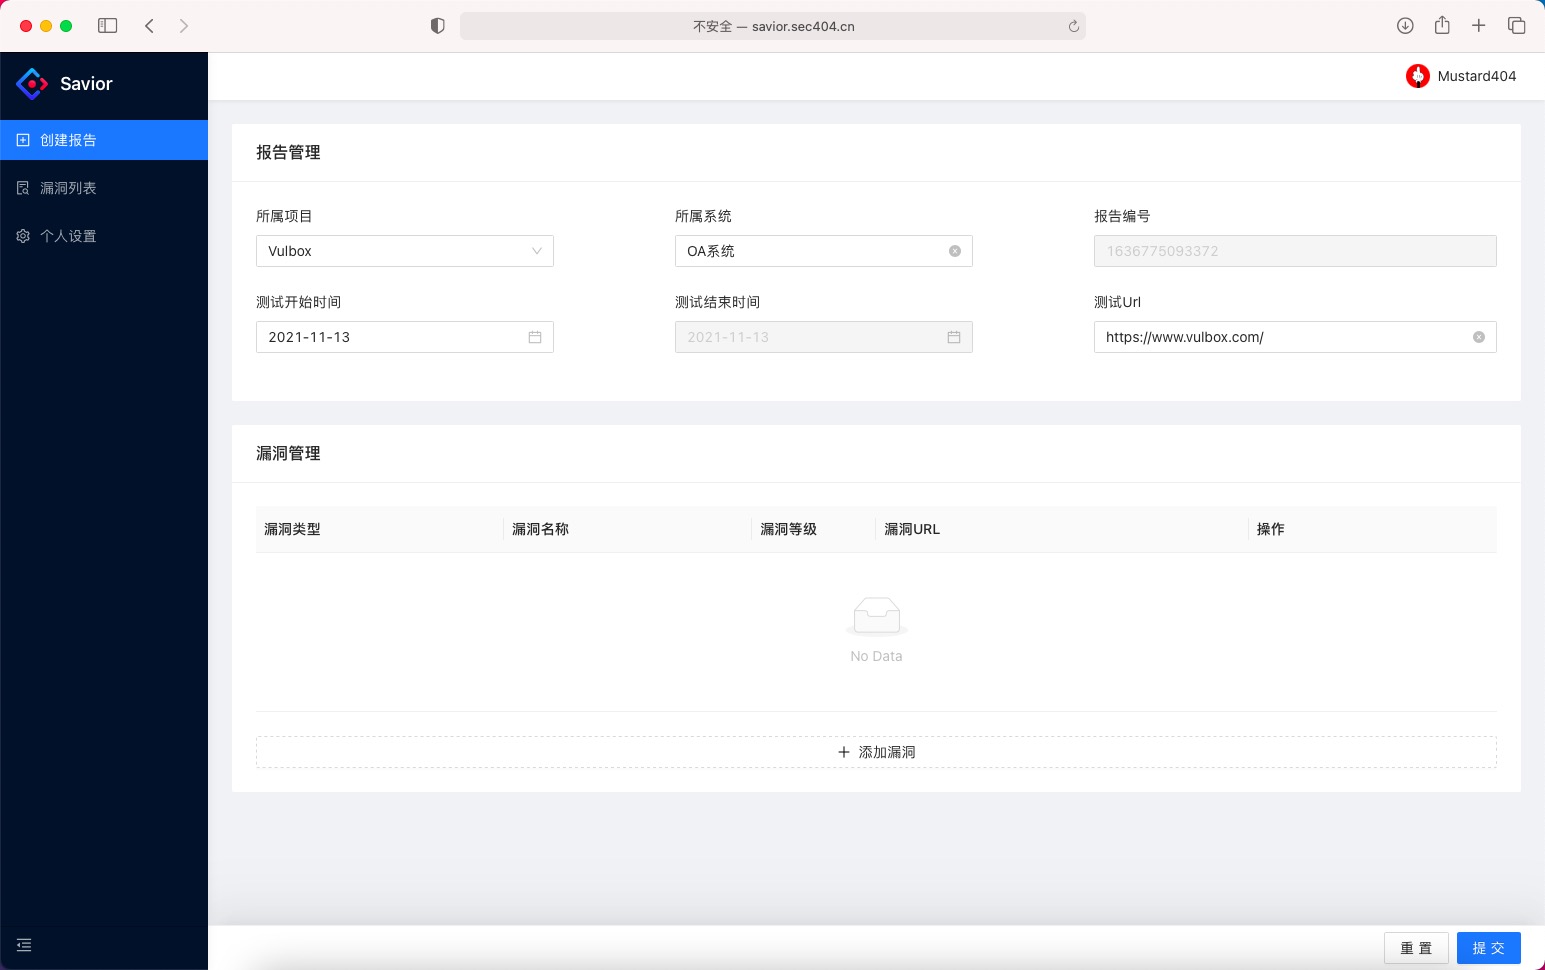 不安全 — savior.sec404.cn
Savior
Mustard404
创建报告
漏洞列表
个人设置
报告管理
所属项目 所属系统 报告编号
Vulbox OA系统 1636775093372
测试开始时间 测试结束时间 测试Url
2021-11-13 2021-11-13 https://www.vulbox.com/
漏洞管理
漏洞类型 漏洞名称 漏洞等级 漏洞URL 操作
No Data
添加漏洞
重 置 提 交